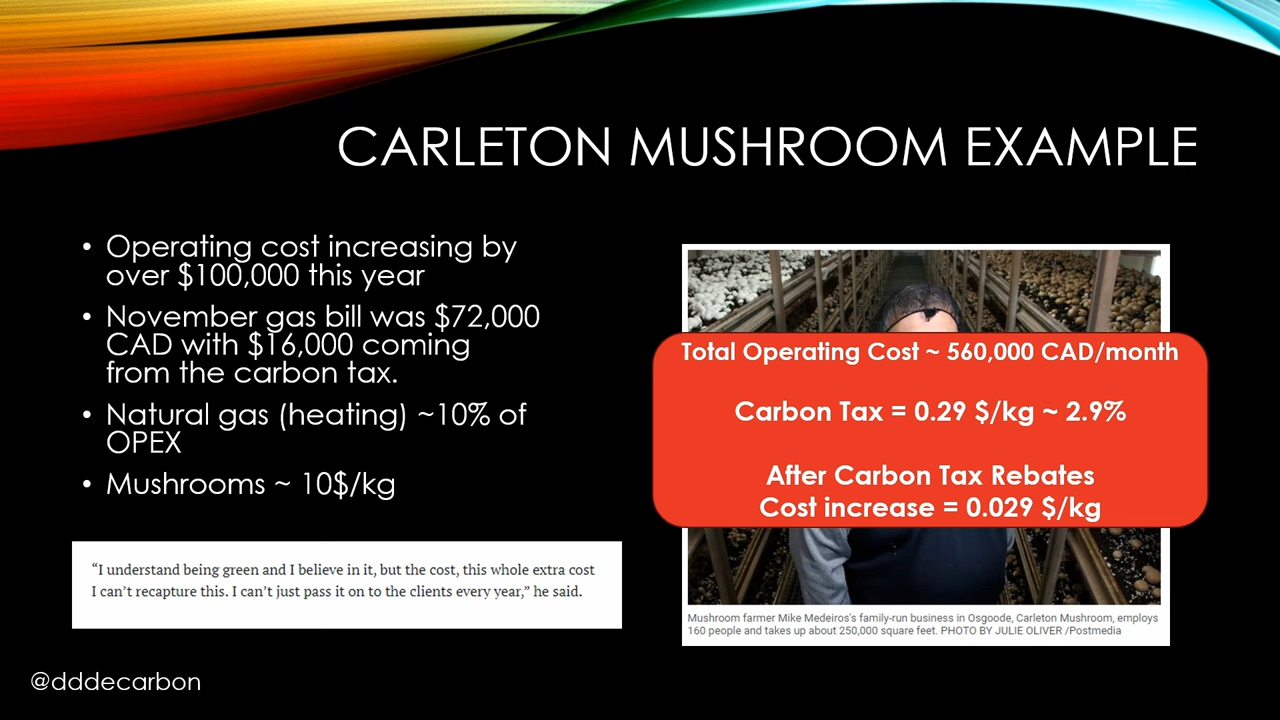 CARLETON MUSHROOM EXAMPLE
• Operating cost increasing by
over $100,000 this year
• November gas bill was $72,000
CAD with $16,000 coming
from the carbon tax.
• Natural gas (heating) ~10% of
OPEX
• Mushrooms ~ 10$/kg
“I understand being green and I believe in it, but the cost, this whole extra cost
I can’t recapture this. I can’t just pass it on to the clients every year,” he said.
Total Operating Cost ~ 560,000 CAD/month
Carbon Tax = 0.29 $/kg ~ 2.9%
After Carbon Tax Rebates
Cost increase = 0.029 $/kg
Mushroom farmer Mike Medeiros's family-run business in Osgoode, Carleton Mushroom, employs
160 people and takes up about 250,000 square feet. PHOTO BY JULIE OLIVER /Postmedia
@dddecarbon